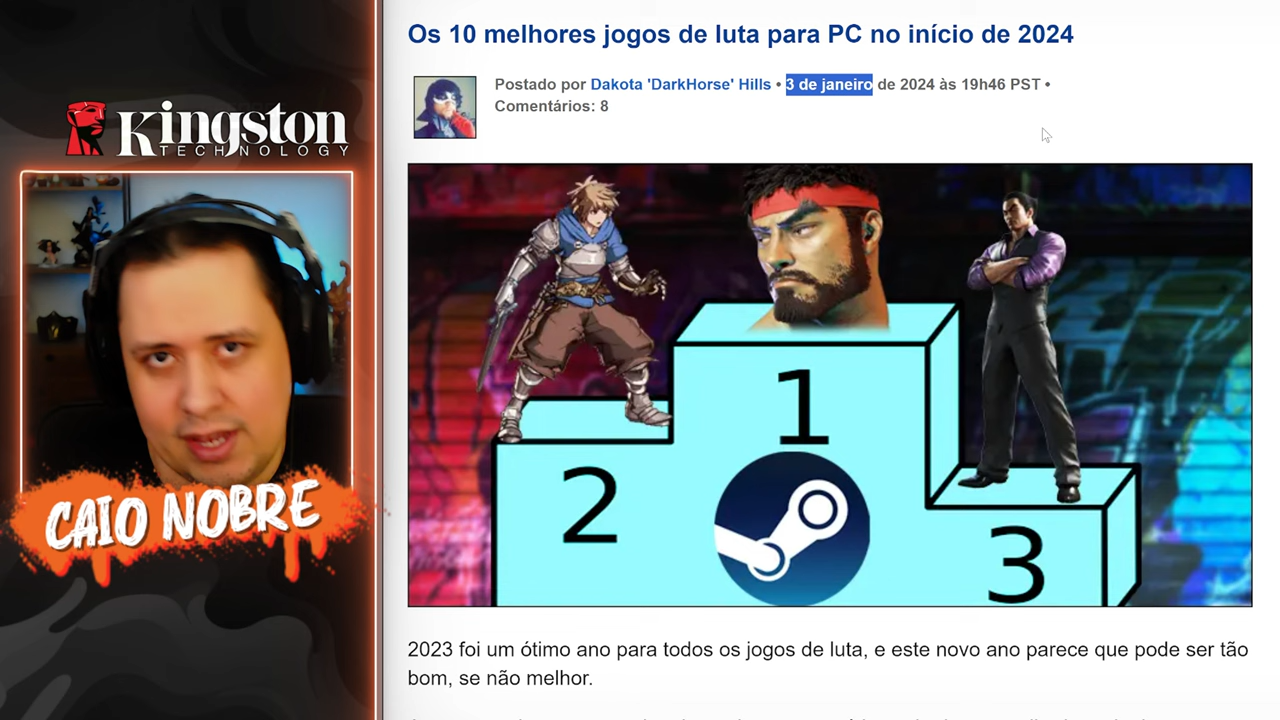 Kingston
TECHNOLOGY
CAIO NOBRE
Os 10 melhores jogos de luta para PC no início de 2024
Postado por Dakota 'DarkHorse' Hills • 3 de janeiro de 2024 às 19h46 PST •
Comentários: 8
1
2
3
2023 foi um ótimo ano para todos os jogos de luta, e este novo ano parece que pode ser tão
bom, se não melhor.